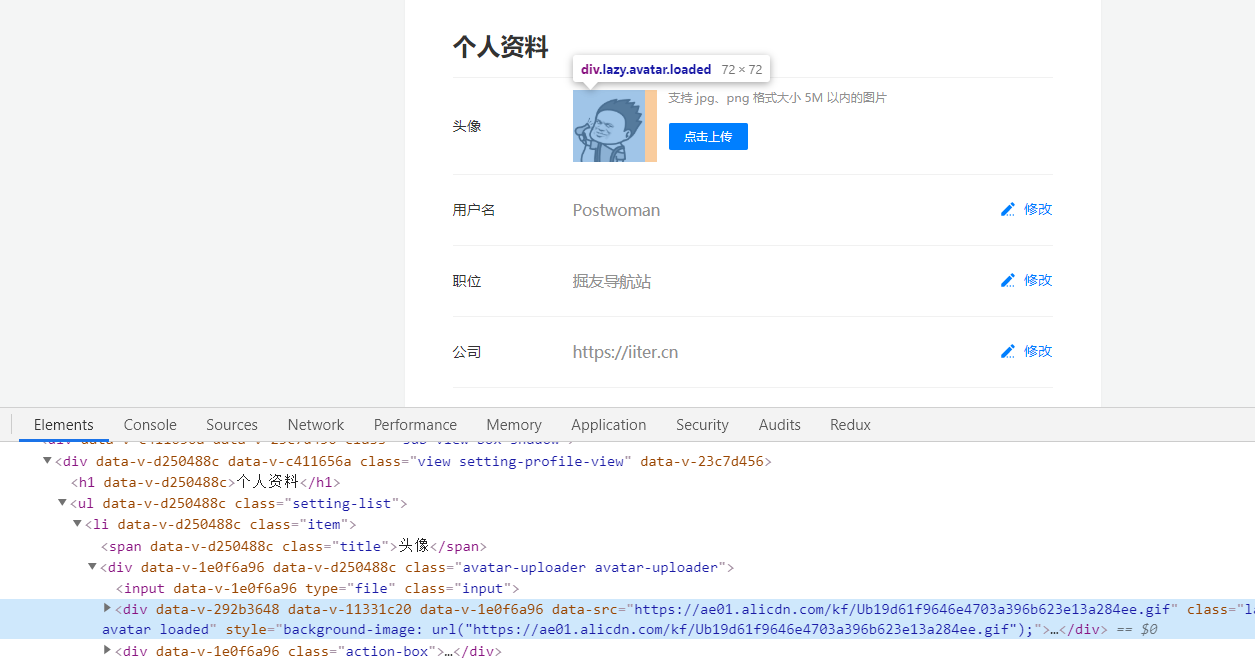 个人资料
div.lazy.avatar.loaded 72 × 72
支持 jpg、png 格式大小 5M 以内的图片
头像
点击上传
用户名 Postwoman 修改
职位 掘友导航站 修改
公司 https://iiter.cn 修改
Elements Console Sources Network Performance Memory Application Security Audits Redux
▼<div data-v-d250488c data-v-c411656a class="view setting-profile-view" data-v-23c7d456>
<h1 data-v-d250488c>个人资料</h1>
▼<ul data-v-d250488c class="setting-list">
▼<li data-v-d250488c class="item">
<span data-v-d250488c class="title">头像</span>
▼<div data-v-1e0f6a96 data-v-d250488c class="avatar-uploader avatar-uploader">
<input data-v-1e0f6a96 type="file" class="input">
▶<div data-v-292b3648 data-v-11331c20 data-v-1e0f6a96 data-src="https://ae01.alicdn.com/kf/Ub19d61f9646e4703a396b623e13a284ee.gif" class="la
avatar loaded" style="background-image: url("https://ae01.alicdn.com/kf/Ub19d61f9646e4703a396b623e13a284ee.gif");">…</div> == $0
▶<div data-v-1e0f6a96 class="action-box">…</div>